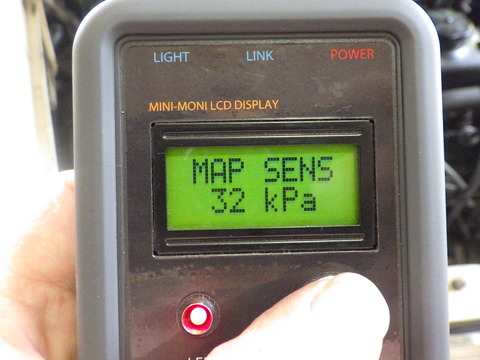 LIGHT LINK POWER
MINI-MONI LCD DISPLAY
MAP SENS
32 kPa